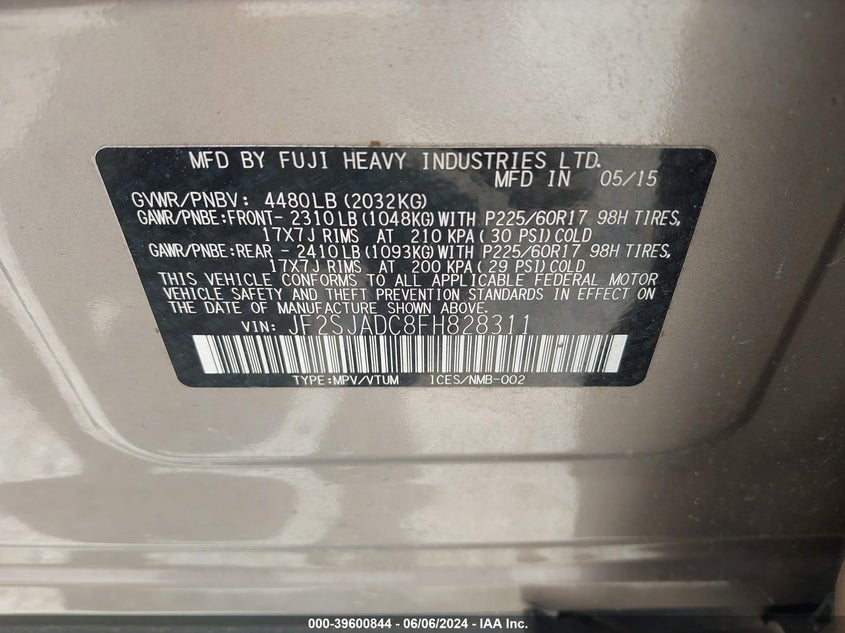 MFD BY FUJI HEAVY INDUSTRIES LTD.
MFD IN 05/15
GVWR/PNBV: 4480LB (2032KG)
GAWR/PNBE:FRONT- 2310LB (1048KG) WITH P225/60R17 98H TIRES,
17X7J RIMS AT 210 KPA ( 30 PSI) COLD
GAWR/PNBE:REAR - 2410LB (1093KG) WITH P225/60R17 98H TIRES,
17X7J RIMS AT 200 KPA ( 29 PSI) COLD
THIS VEHICLE CONFORMS TO ALL APPLICABLE FEDERAL MOTOR
VEHICLE SAFETY AND THEFT PREVENTION STANDARDS IN EFFECT ON
THE DATE OF MANUFACTURE SHOWN ABOVE.
VIN: JF2SJADC8FH828311
TYPE:MPV/VTUM ICES/NMB-002
000-39600844 - 06/06/2024 - IAA Inc.